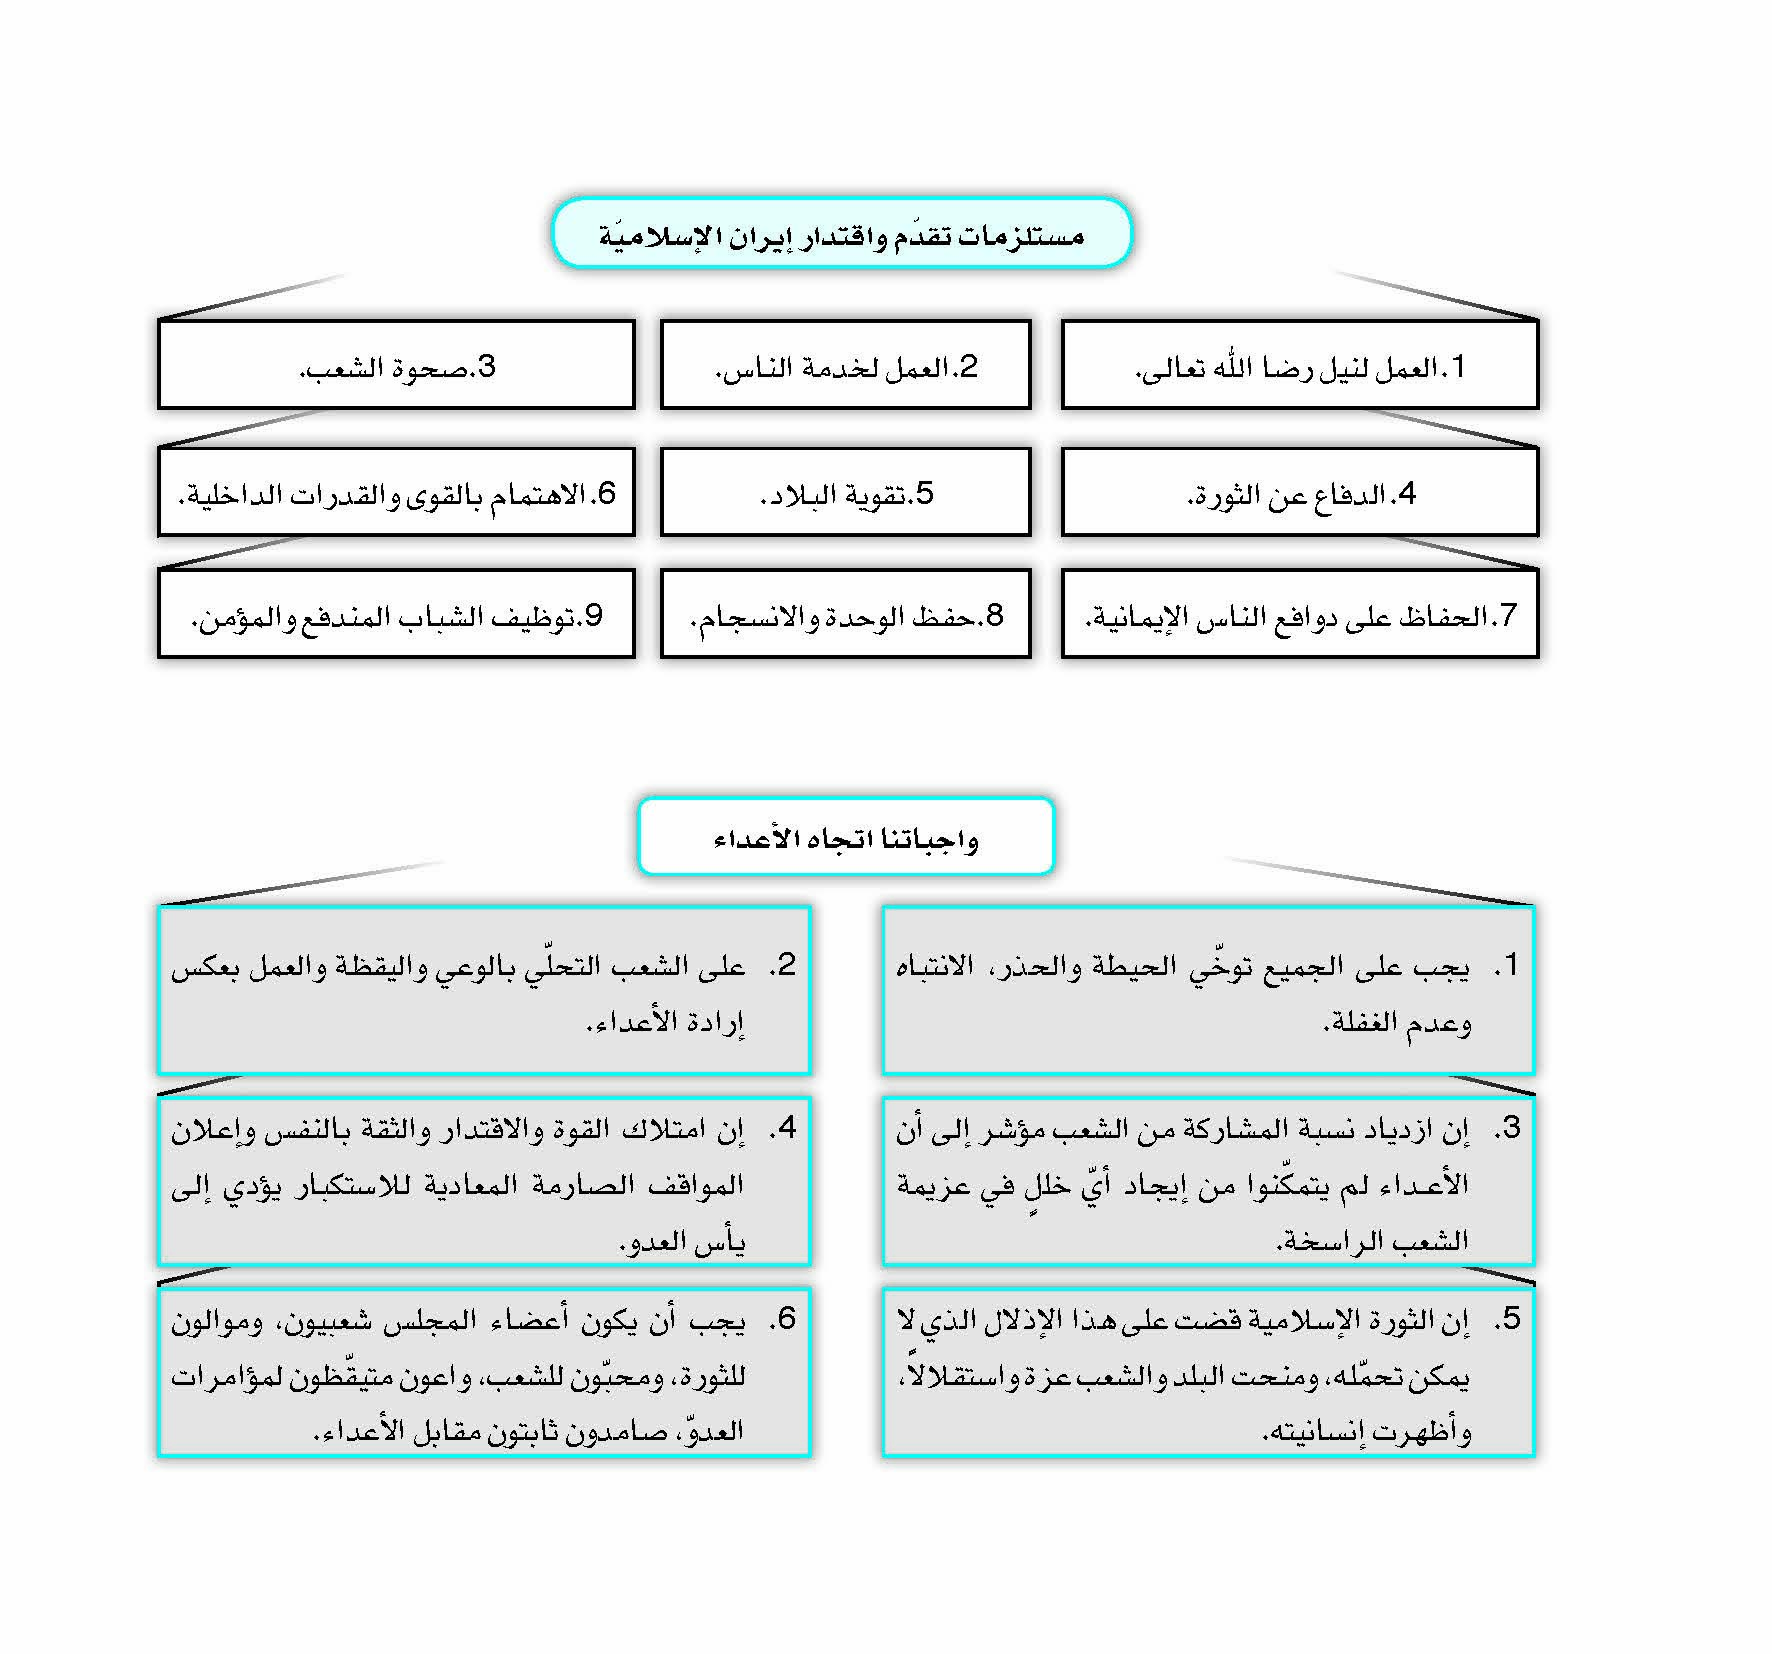 مستلزمات تقدّم واقتدار إيران الإسلاميّة
1.العمل لنيل رضا الله تعالى.
2.العمل لخدمة الناس.
3.صحوة الشعب.
4.الدفاع عن الثورة.
5.تقوية البلاد.
6.الاهتمام بالقوى والقدرات الداخلية.
7.الحفاظ على دوافع الناس الإيمانية.
8.حفظ الوحدة والانسجام.
9.توظيف الشباب المندفع والمؤمن.
واجباتنا اتجاه الأعداء
1. يجب على الجميع توخّي الحيطة والحذر، الانتباه
وعدم الغفلة.
2. على الشعب التحلّي بالوعي واليقظة والعمل بعكس
إرادة الأعداء.
3. إن ازدياد نسبة المشاركة من الشعب مؤشر إلى أن
الأعداء لم يتمكّنوا من إيجاد أيّ خللٍ في عزيمة
الشعب الراسخة.
4. إن امتلاك القوة والاقتدار والثقة بالنفس وإعلان
المواقف الصارمة المعادية للاستكبار يؤدي إلى
يأس العدو.
5. إن الثورة الإسلامية قضت على هذا الإذلال الذي لا
يمكن تحمّله، ومنحت البلد والشعب عزة واستقلالاً،
وأظهرت إنسانيته.
6. يجب أن يكون أعضاء المجلس شعبيون، وموالون
للثورة، ومحبّون للشعب، واعون متيقّظون لمؤامرات
العدوّ، صامدون ثابتون مقابل الأعداء.